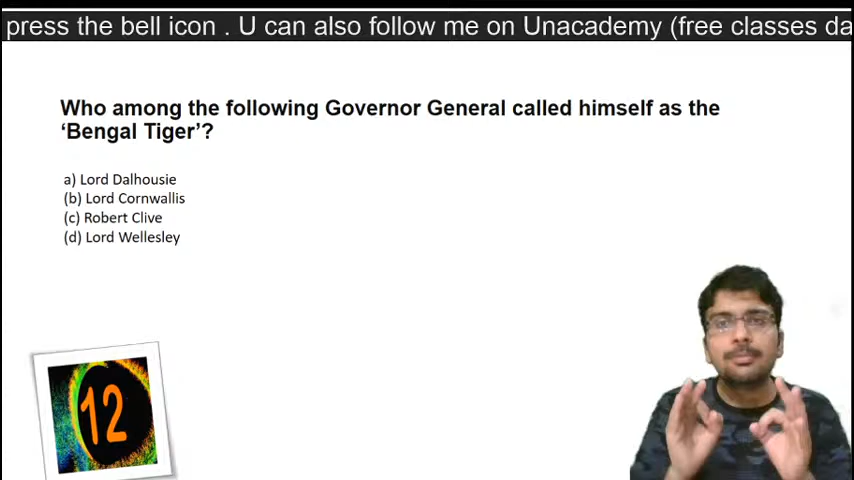 press the bell icon . U can also follow me on Unacademy (free classes da
Who among the following Governor General called himself as the
‘Bengal Tiger’?
a) Lord Dalhousie
(b) Lord Cornwallis
(c) Robert Clive
(d) Lord Wellesley
12